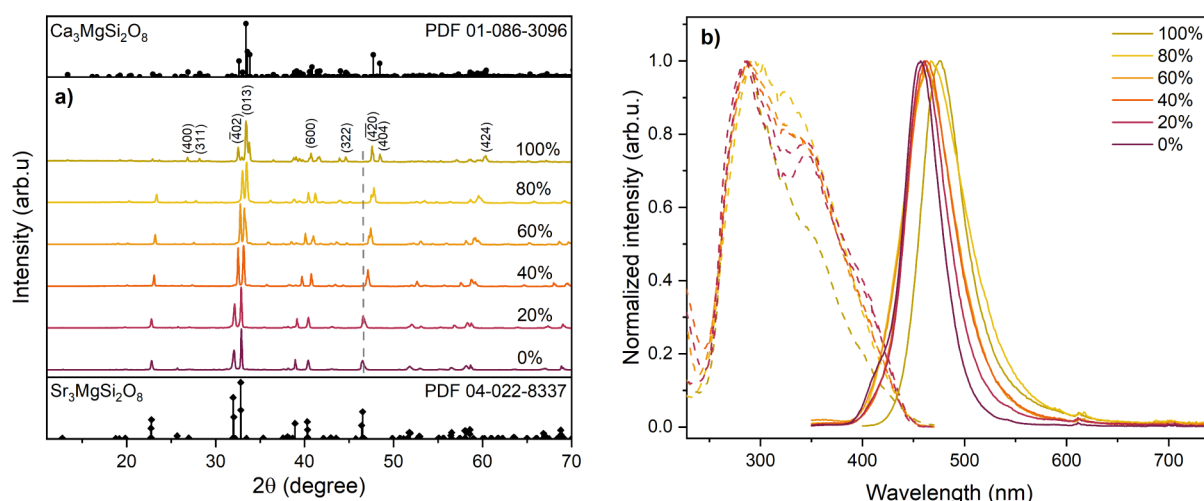 Ca₃MgSi₂O₈ PDF 01-086-3096
a)
(400)
(311)
(402)
(013)
(600)
(322)
(4̅20)
(404)
(424)
100%
80%
60%
40%
20%
0%
Sr₃MgSi₂O₈ PDF 04-022-8337
Intensity (arb.u)
20 30 40 50 60 70
2θ (degree)
b)
100%
80%
60%
40%
20%
0%
Normalized intensity (arb.u.)
1.0
0.8
0.6
0.4
0.2
0.0
300 400 500 600 700
Wavelength (nm)